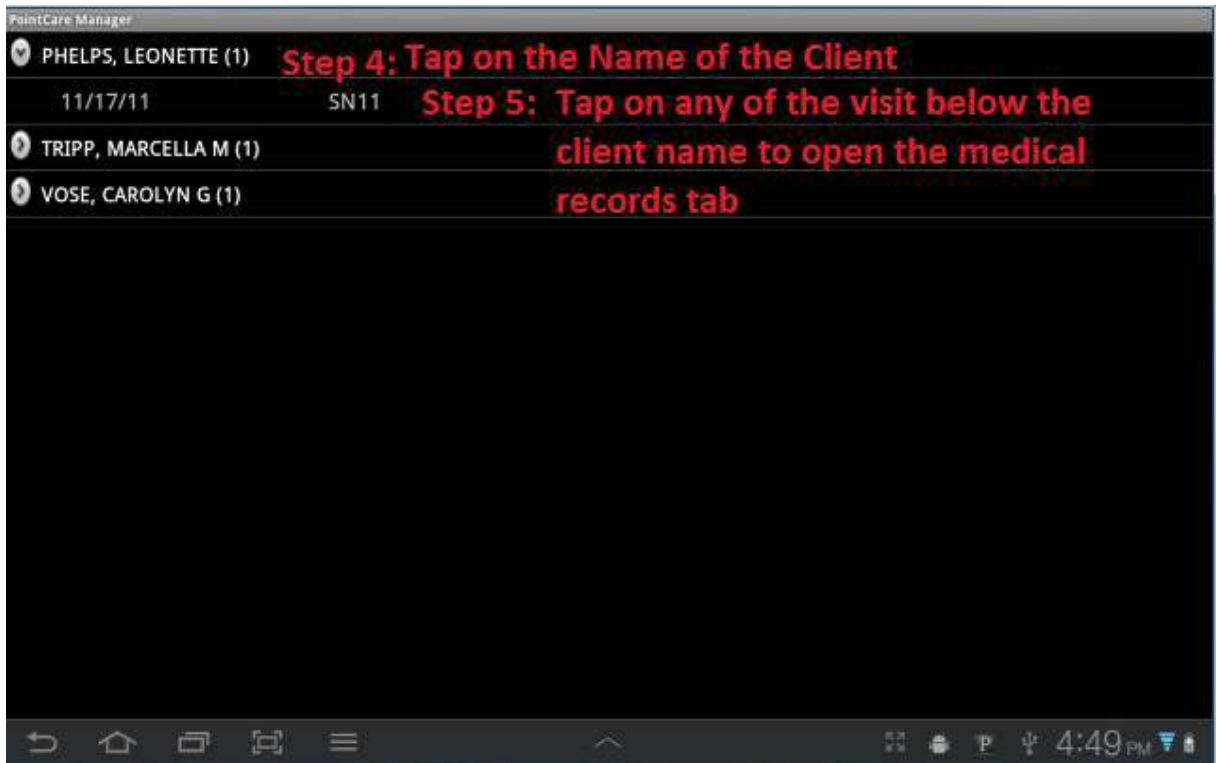 PointCare Manager
PHELPS, LEONETTE (1)
Step 4: Tap on the Name of the Client
11/17/11 SN11
Step 5: Tap on any of the visit below the
TRIPP, MARCELLA M (1)
client name to open the medical
VOSE, CAROLYN G (1)
records tab
P
4:49 PM